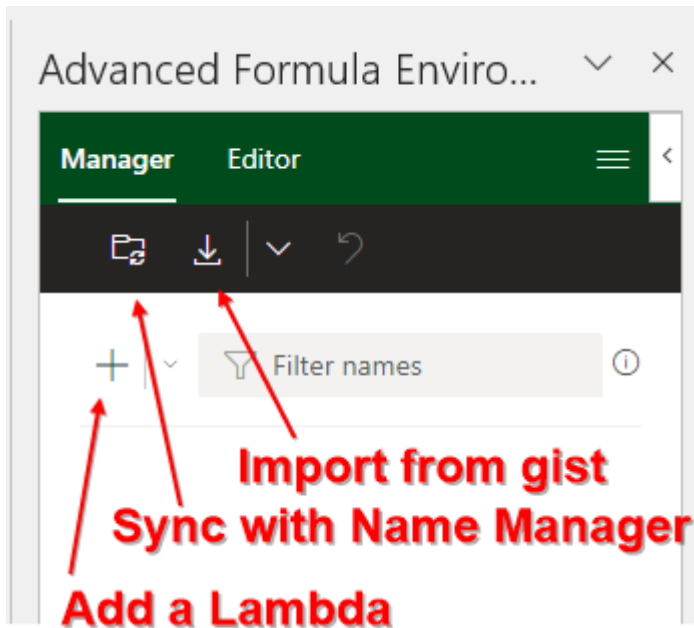 Advanced Formula Enviro...
Manager Editor
Filter names
Import from gist
Sync with Name Manager
Add a Lambda